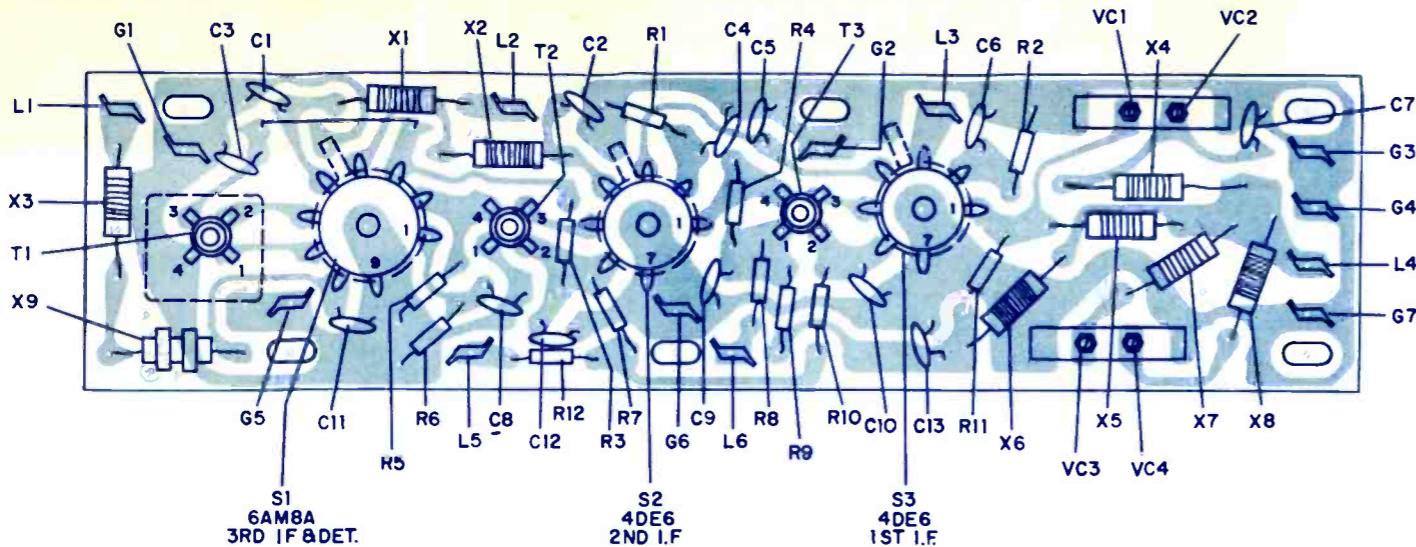 G1
C3
C1
X1
X2
L2
T2
C2
R1
C4
C5
R4
T3
G2
L3
C6
R2
VC1
X4
VC2
L1
C7
G3
X3
G4
T1
L4
X9
G7
3
2
4
1
1
9
4
3
1
2
1
7
4
3
1
2
1
7
G5
C11
R5
R6
L5
C8
C12
R12
R3
R7
G6
C9
L6
R8
R9
R10
C10
C13
R11
X6
VC3
X5
VC4
X7
X8
S1
6AM8A
3RD IF & DET.
S2
4DE6
2ND I.F
S3
4DE6
1ST I.F.